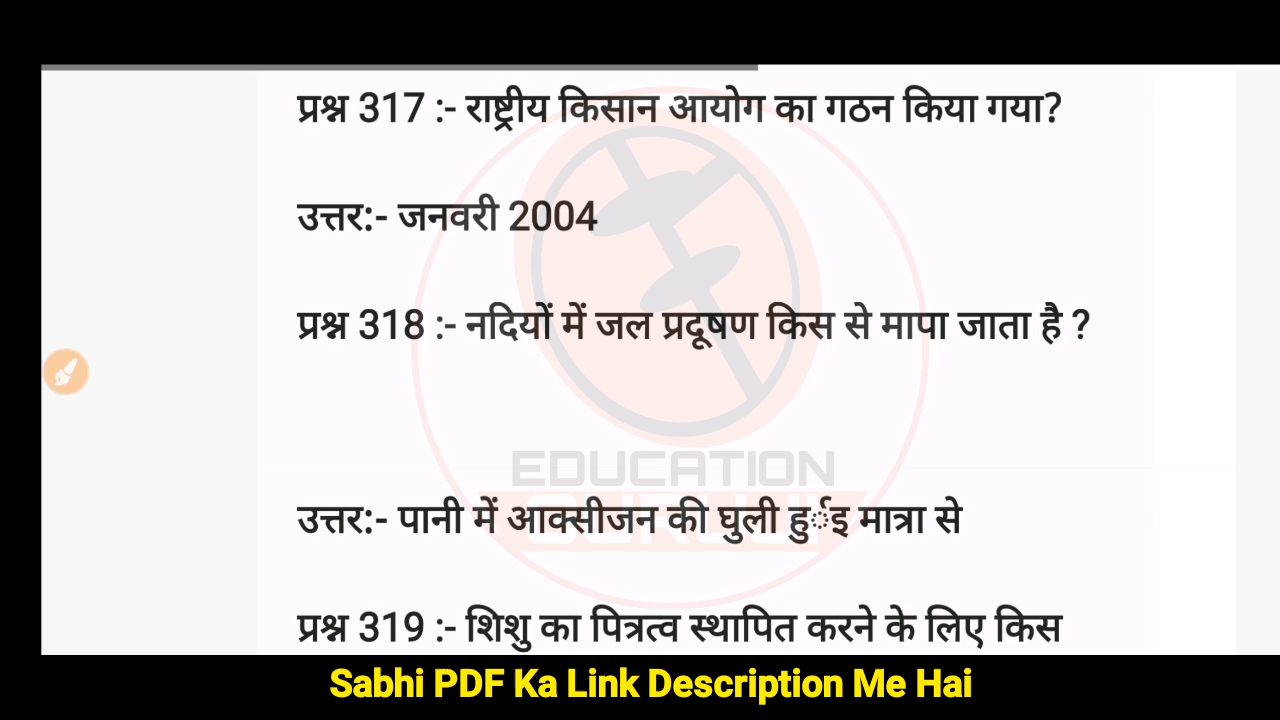 प्रश्न 317 :- राष्ट्रीय किसान आयोग का गठन किया गया?
उत्तर:- जनवरी 2004
प्रश्न 318 :- नदियों में जल प्रदूषण किस से मापा जाता है ?
EDUCATION
उत्तर:- पानी में आक्सीजन की घुली हुर्इ मात्रा से
प्रश्न 319 :- शिशु का पित्रत्व स्थापित करने के लिए किस
Sabhi PDF Ka Link Description Me Hai